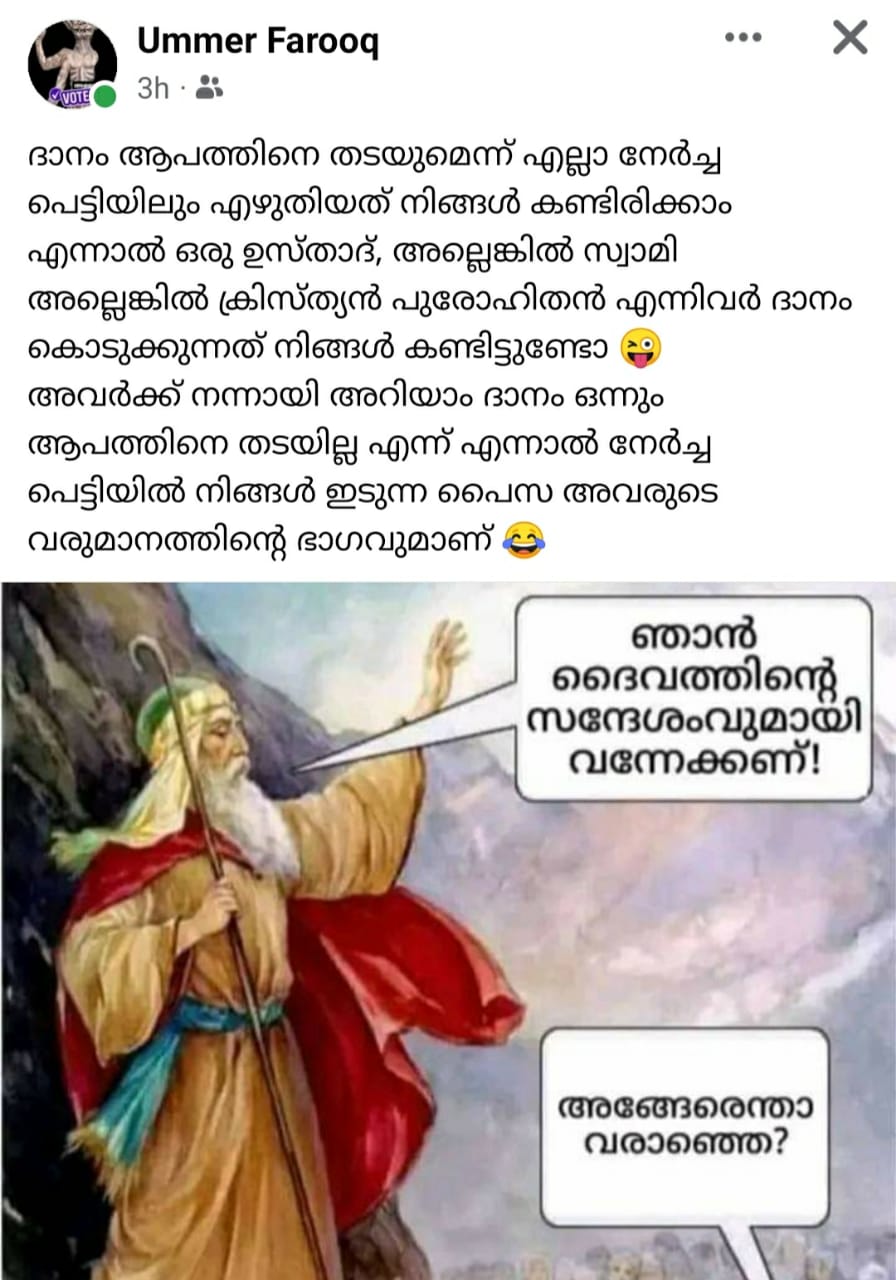 Ummer Farooq
3h ·
VOTE
ദാനം ആപത്തിനെ തടയുമെന്ന് എല്ലാ നേർച്ച
പെട്ടിയിലും എഴുതിയത് നിങ്ങൾ കണ്ടിരിക്കാം
എന്നാൽ ഒരു ഉസ്താദ്, അല്ലെങ്കിൽ സ്വാമി
അല്ലെങ്കിൽ ക്രിസ്ത്യൻ പുരോഹിതൻ എന്നിവർ ദാനം
കൊടുക്കുന്നത് നിങ്ങൾ കണ്ടിട്ടുണ്ടോ 😜
അവർക്ക് നന്നായി അറിയാം ദാനം ഒന്നും
ആപത്തിനെ തടയില്ല എന്ന് എന്നാൽ നേർച്ച
പെട്ടിയിൽ നിങ്ങൾ ഇടുന്ന പൈസ അവരുടെ
വരുമാനത്തിന്റെ ഭാഗവുമാണ് 😂
ഞാൻ
ദൈവത്തിന്റെ
സന്ദേശംവുമായി
വന്നേക്കണ്!
അങ്ങേരെന്താ
വരാഞ്ഞെ?